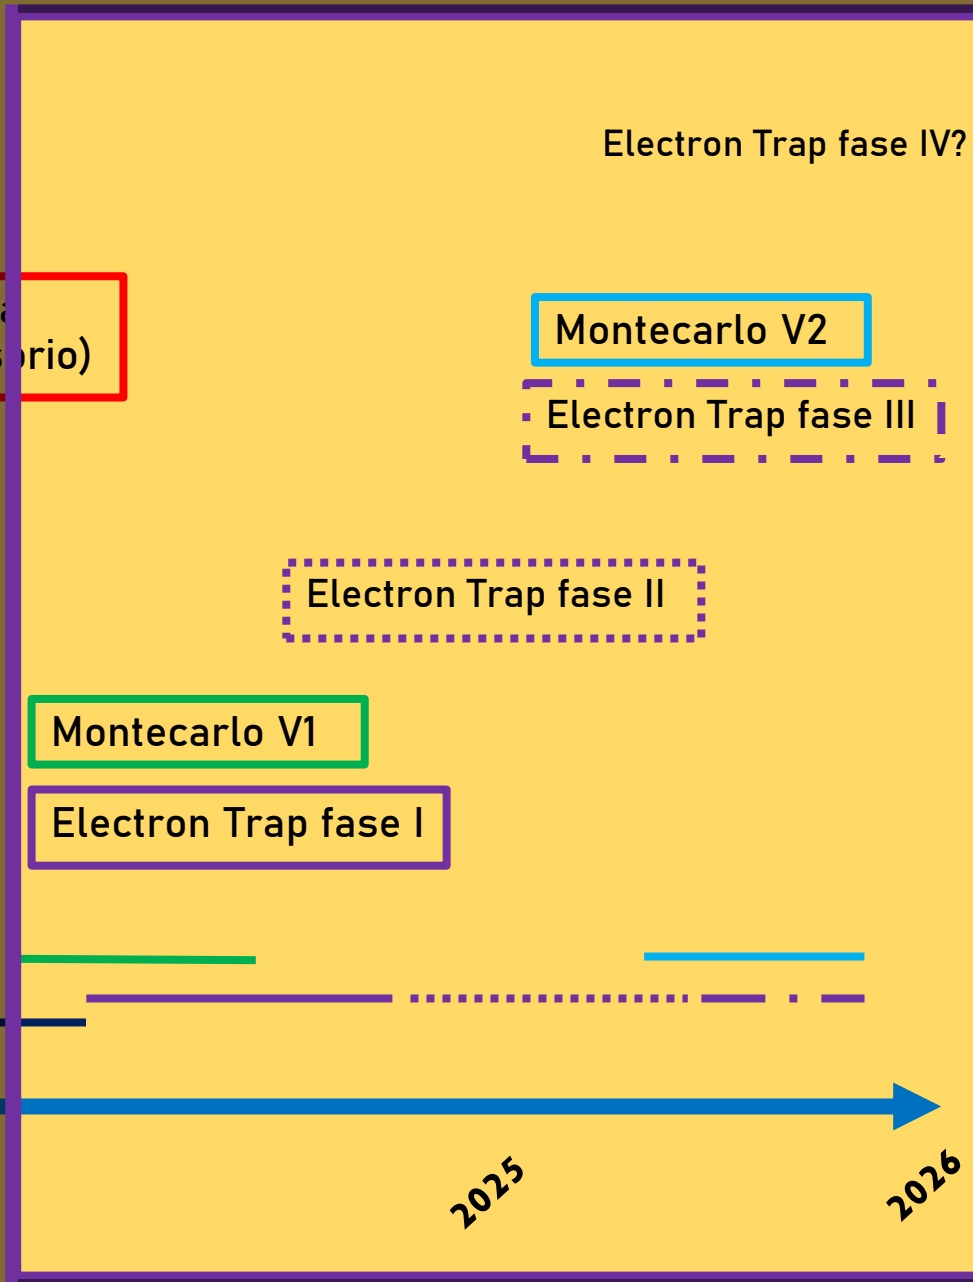 Electron Trap fase IV?
Montecarlo V2
Electron Trap fase III
Electron Trap fase II
Montecarlo V1
Electron Trap fase I
2025
2026